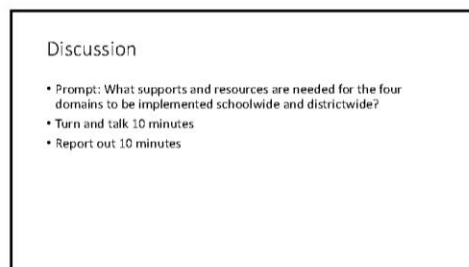 Discussion
• Prompt: What supports and resources are needed for the four
domains to be implemented schoolwide and districtwide?
• Turn and talk 10 minutes
• Report out 10 minutes